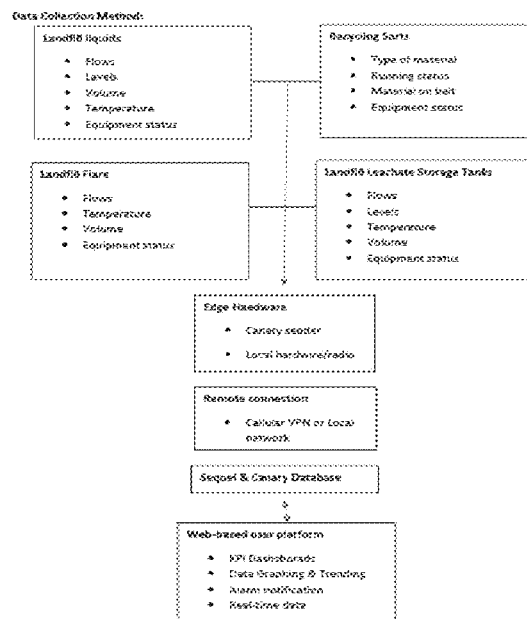 Data Collection Method:
Landfill liquids
Flows
Levels
Volume
Temperature
Equipment status
Recycling Sorts
Type of material
Running status
Material on belt
Equipment status
Landfill Flare
Flows
Temperature
Volume
Equipment status
Landfill Leachate Storage Tanks
Flows
Levels
Temperature
Volume
Equipment status
Edge Hardware
Canary sender
Local hardware/radio
Remote connection
Cellular VPN or Local
network
Sequel & Canary Database
Web-based user platform
KPI Dashboards
Data Graphing & Trending
Alarm notification
Real-time data